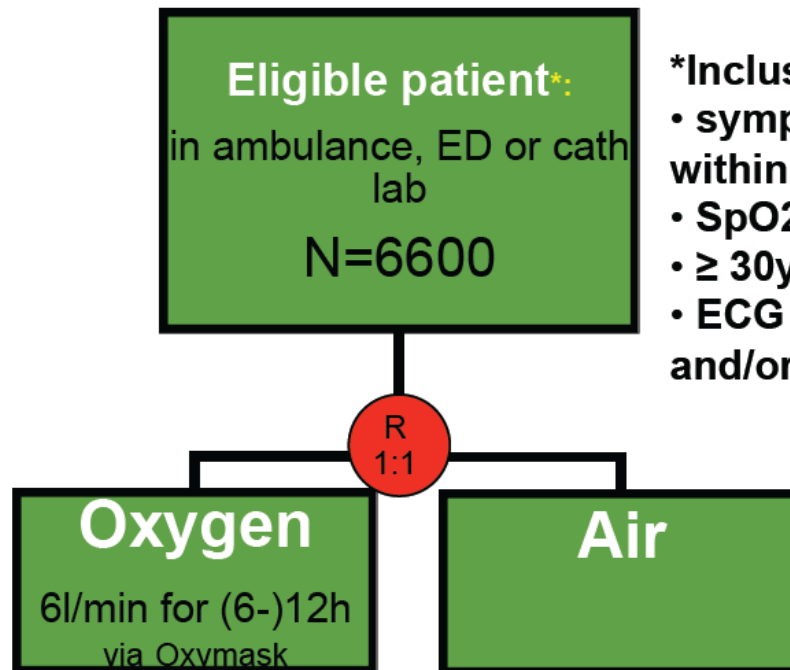 Eligible patient*:
in ambulance, ED or cath
lab
N=6600
*Inclus
• symp
within
• SpO2
• ≥ 30y
• ECG
and/or
R
1:1
Oxygen
6l/min for (6-)12h
via Oxymask
Air